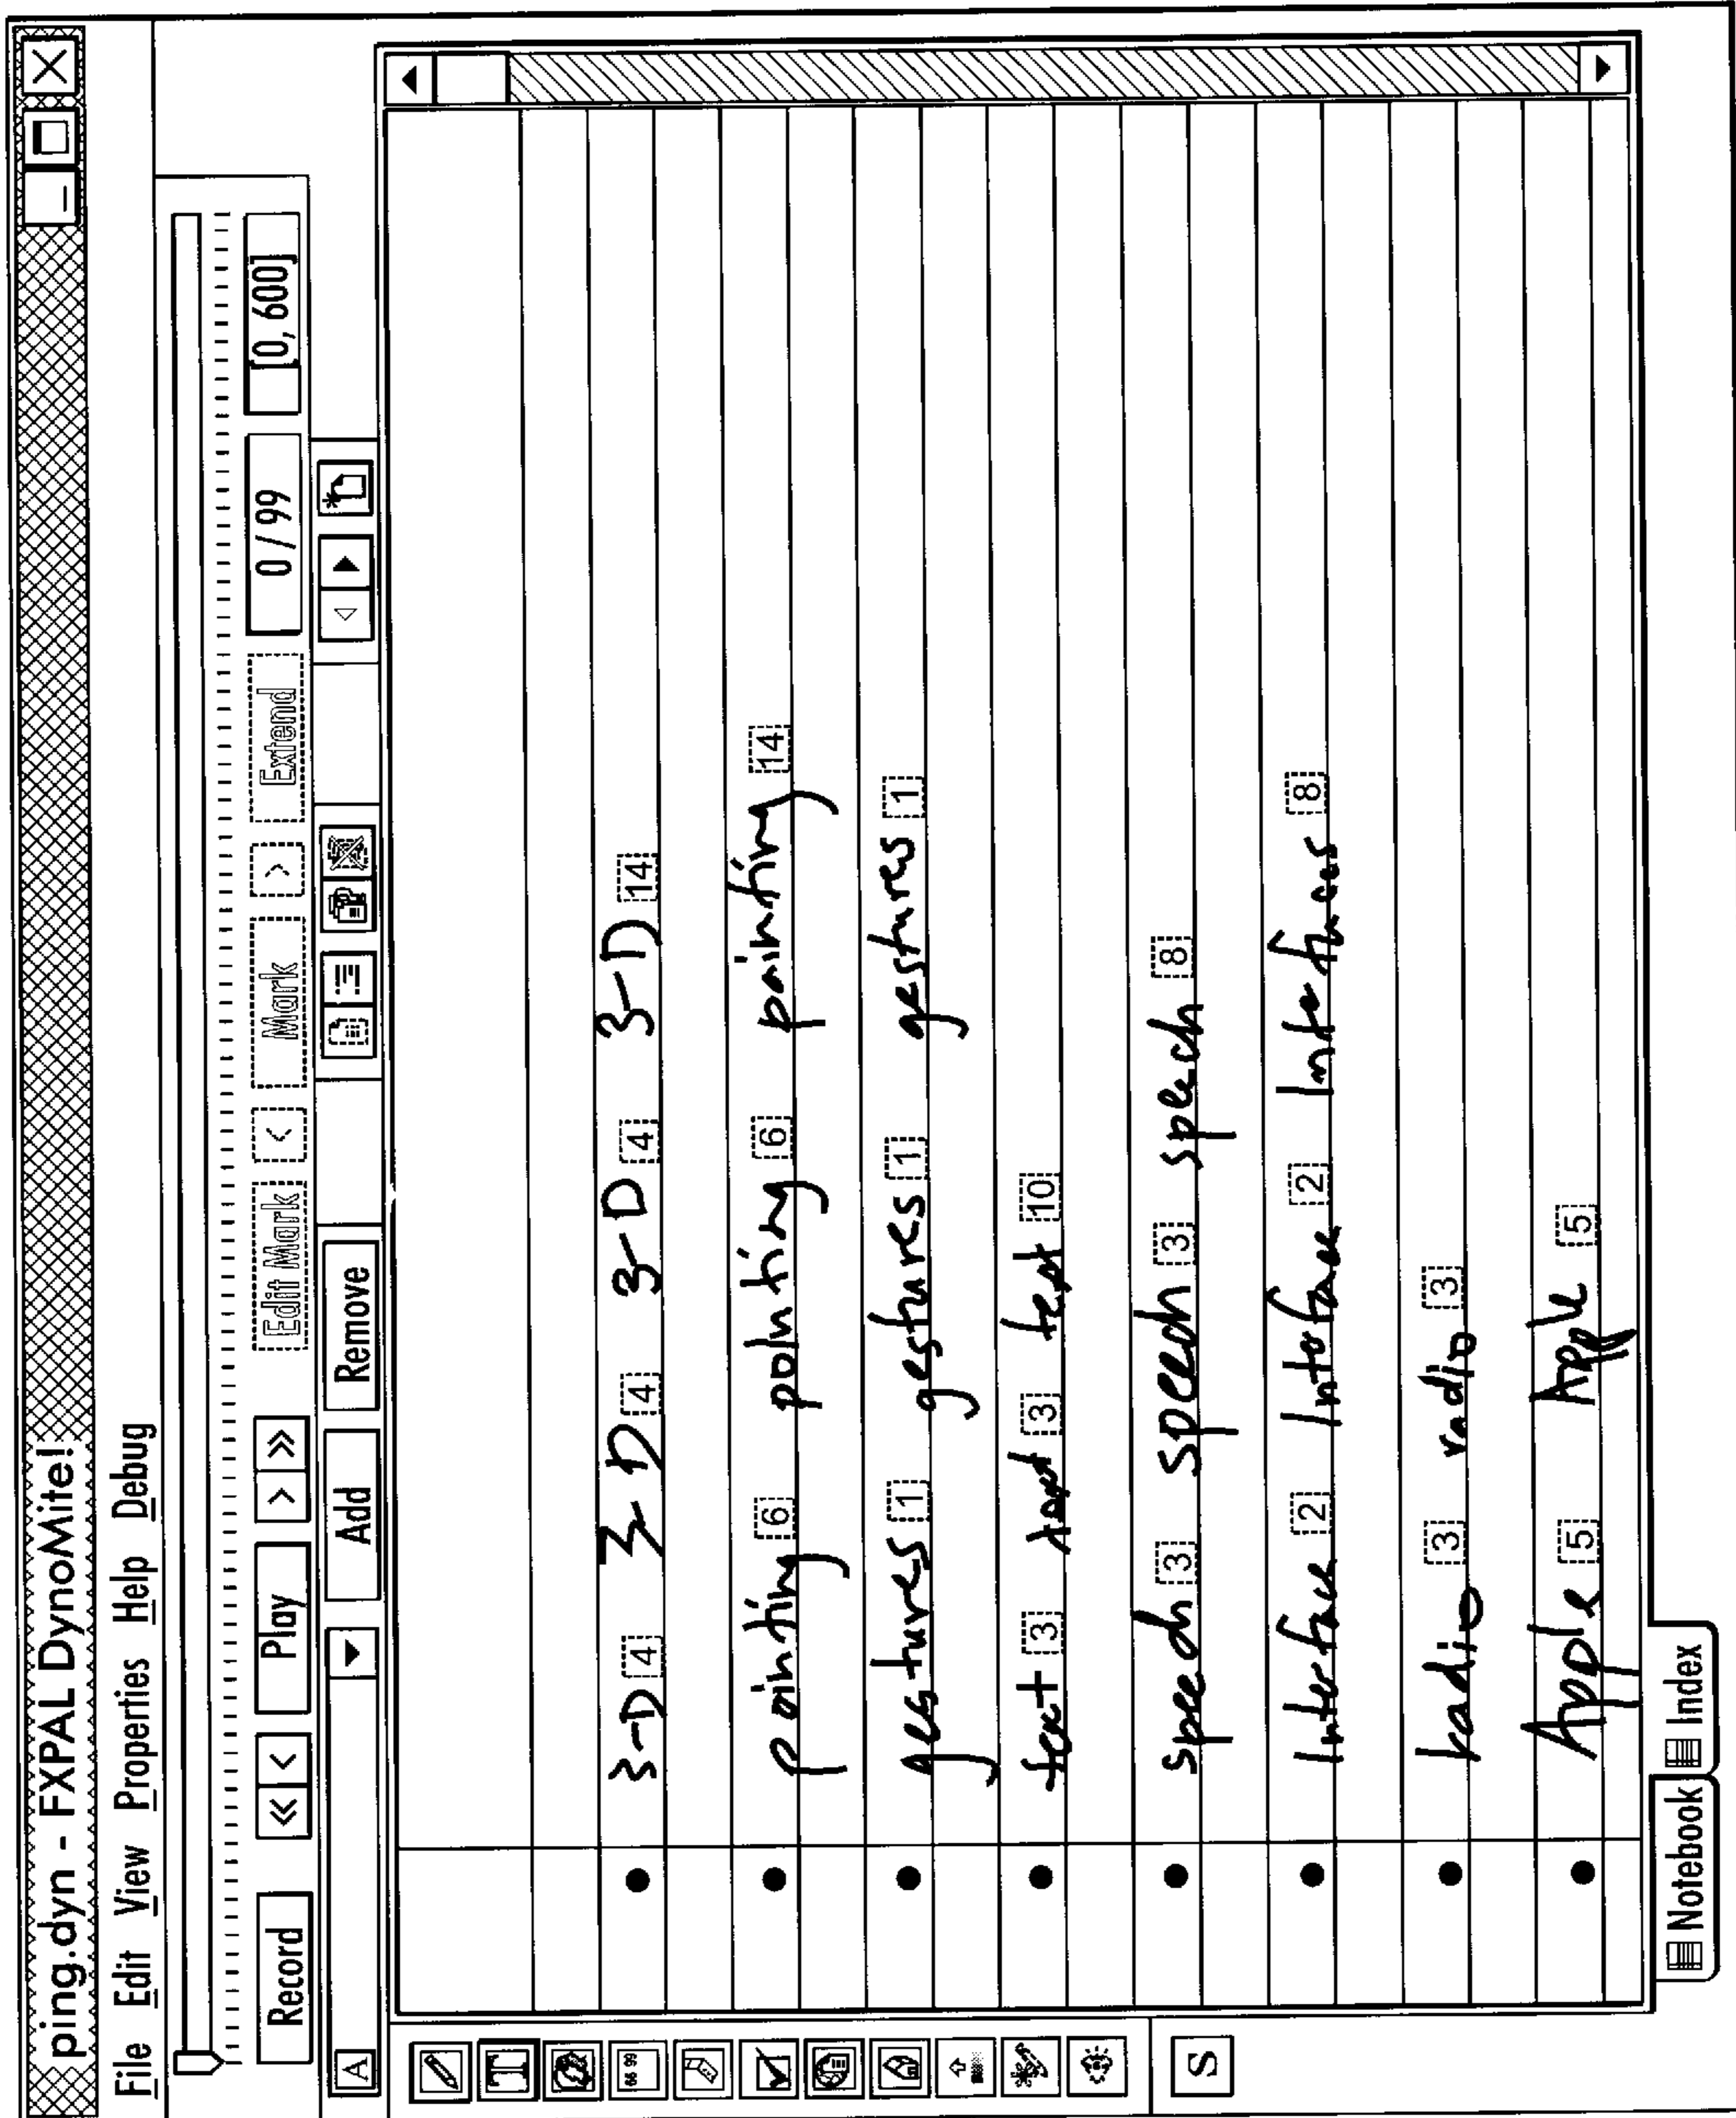 ping.dyn - FXPAL DynoMite!
File Edit View Properties Help Debug
Record << < Play > >> Edit Mark < Mark > Extend 0 / 99 [0, 600]
A Add Remove
T
66 99
S
3-D 4 3-D 4 3-D 4 3-D 14
pointing 6 pointing 6 painting 14
gestures 1 gestures 1 gestures 1
text 3 text 3 text 10
speech 3 speech 3 speech 8
Interface 2 Interface 2 Interfaces 8
radio 3 radio 3
Apple 5 Apple 5
Notebook Index